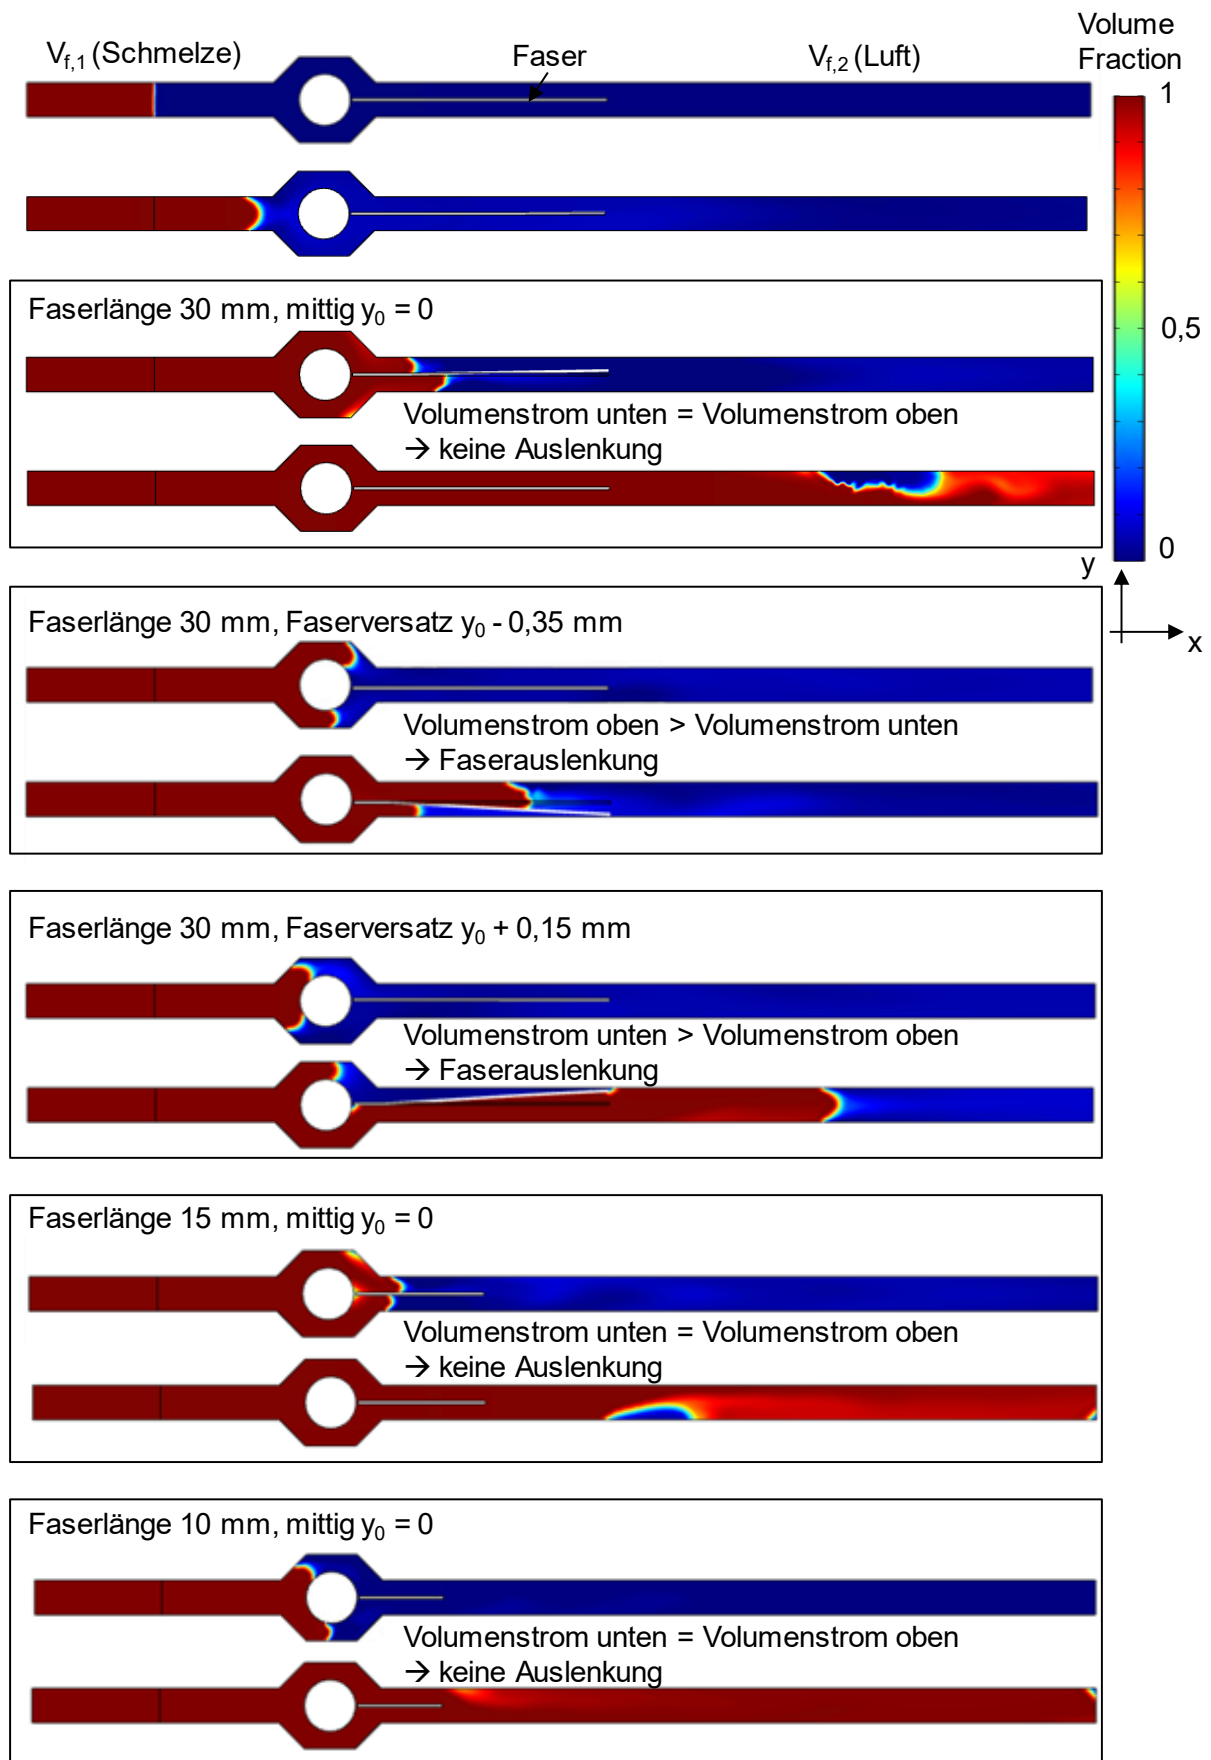 V_f,1 (Schmelze)
Faser
V_f,2 (Luft)
Volume
Fraction
1
0,5
0
y
x
Faserlänge 30 mm, mittig y₀ = 0
Volumenstrom unten = Volumenstrom oben
→ keine Auslenkung
Faserlänge 30 mm, Faserversatz y₀ - 0,35 mm
Volumenstrom oben > Volumenstrom unten
→ Faserauslenkung
Faserlänge 30 mm, Faserversatz y₀ + 0,15 mm
Volumenstrom unten > Volumenstrom oben
→ Faserauslenkung
Faserlänge 15 mm, mittig y₀ = 0
Volumenstrom unten = Volumenstrom oben
→ keine Auslenkung
Faserlänge 10 mm, mittig y₀ = 0
Volumenstrom unten = Volumenstrom oben
→ keine Auslenkung